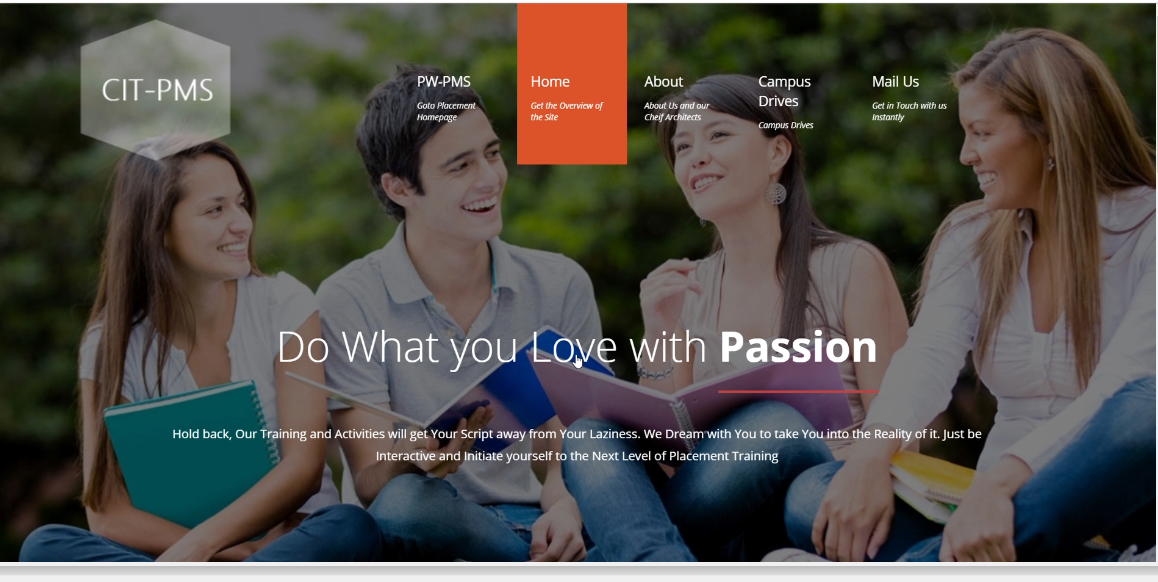 CIT-PMS
PW-PMS
Goto Placement
Homepage
Home
Get the Overview of
the Site
About
About Us and our
Cheif Architects
Campus
Drives
Campus Drives
Mail Us
Get in Touch with us
Instantly
Do What you Love with Passion
Hold back, Our Training and Activities will get Your Script away from Your Laziness. We Dream with You to take You into the Reality of it. Just be
Interactive and Initiate yourself to the Next Level of Placement Training